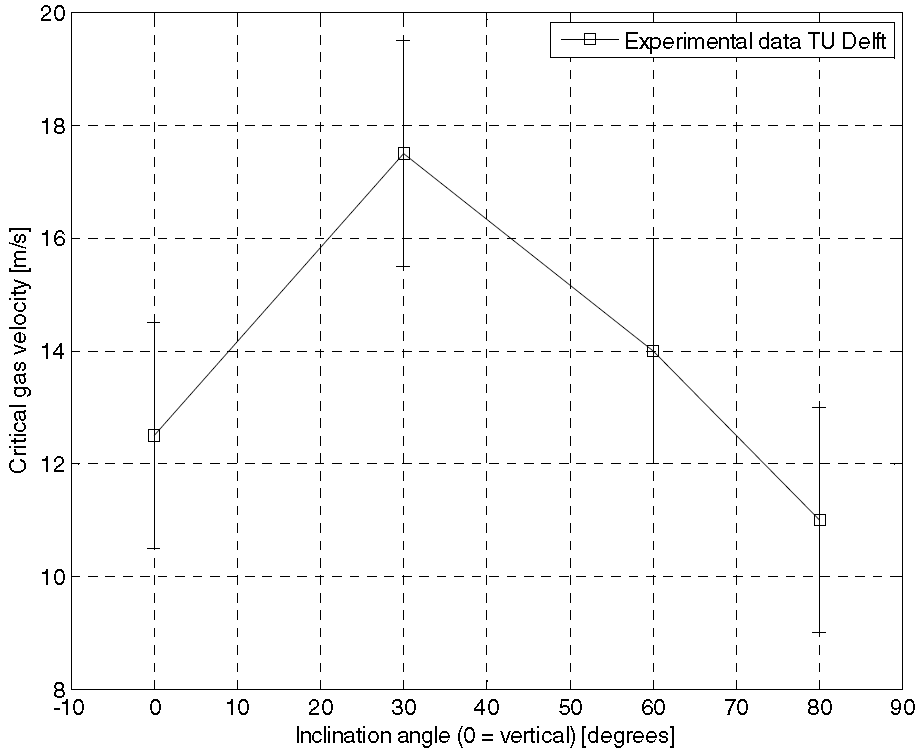 Experimental data TU Delft
20
18
16
14
12
10
8
Critical gas velocity [m/s]
-10 0 10 20 30 40 50 60 70 80 90
Inclination angle (0 = vertical) [degrees]